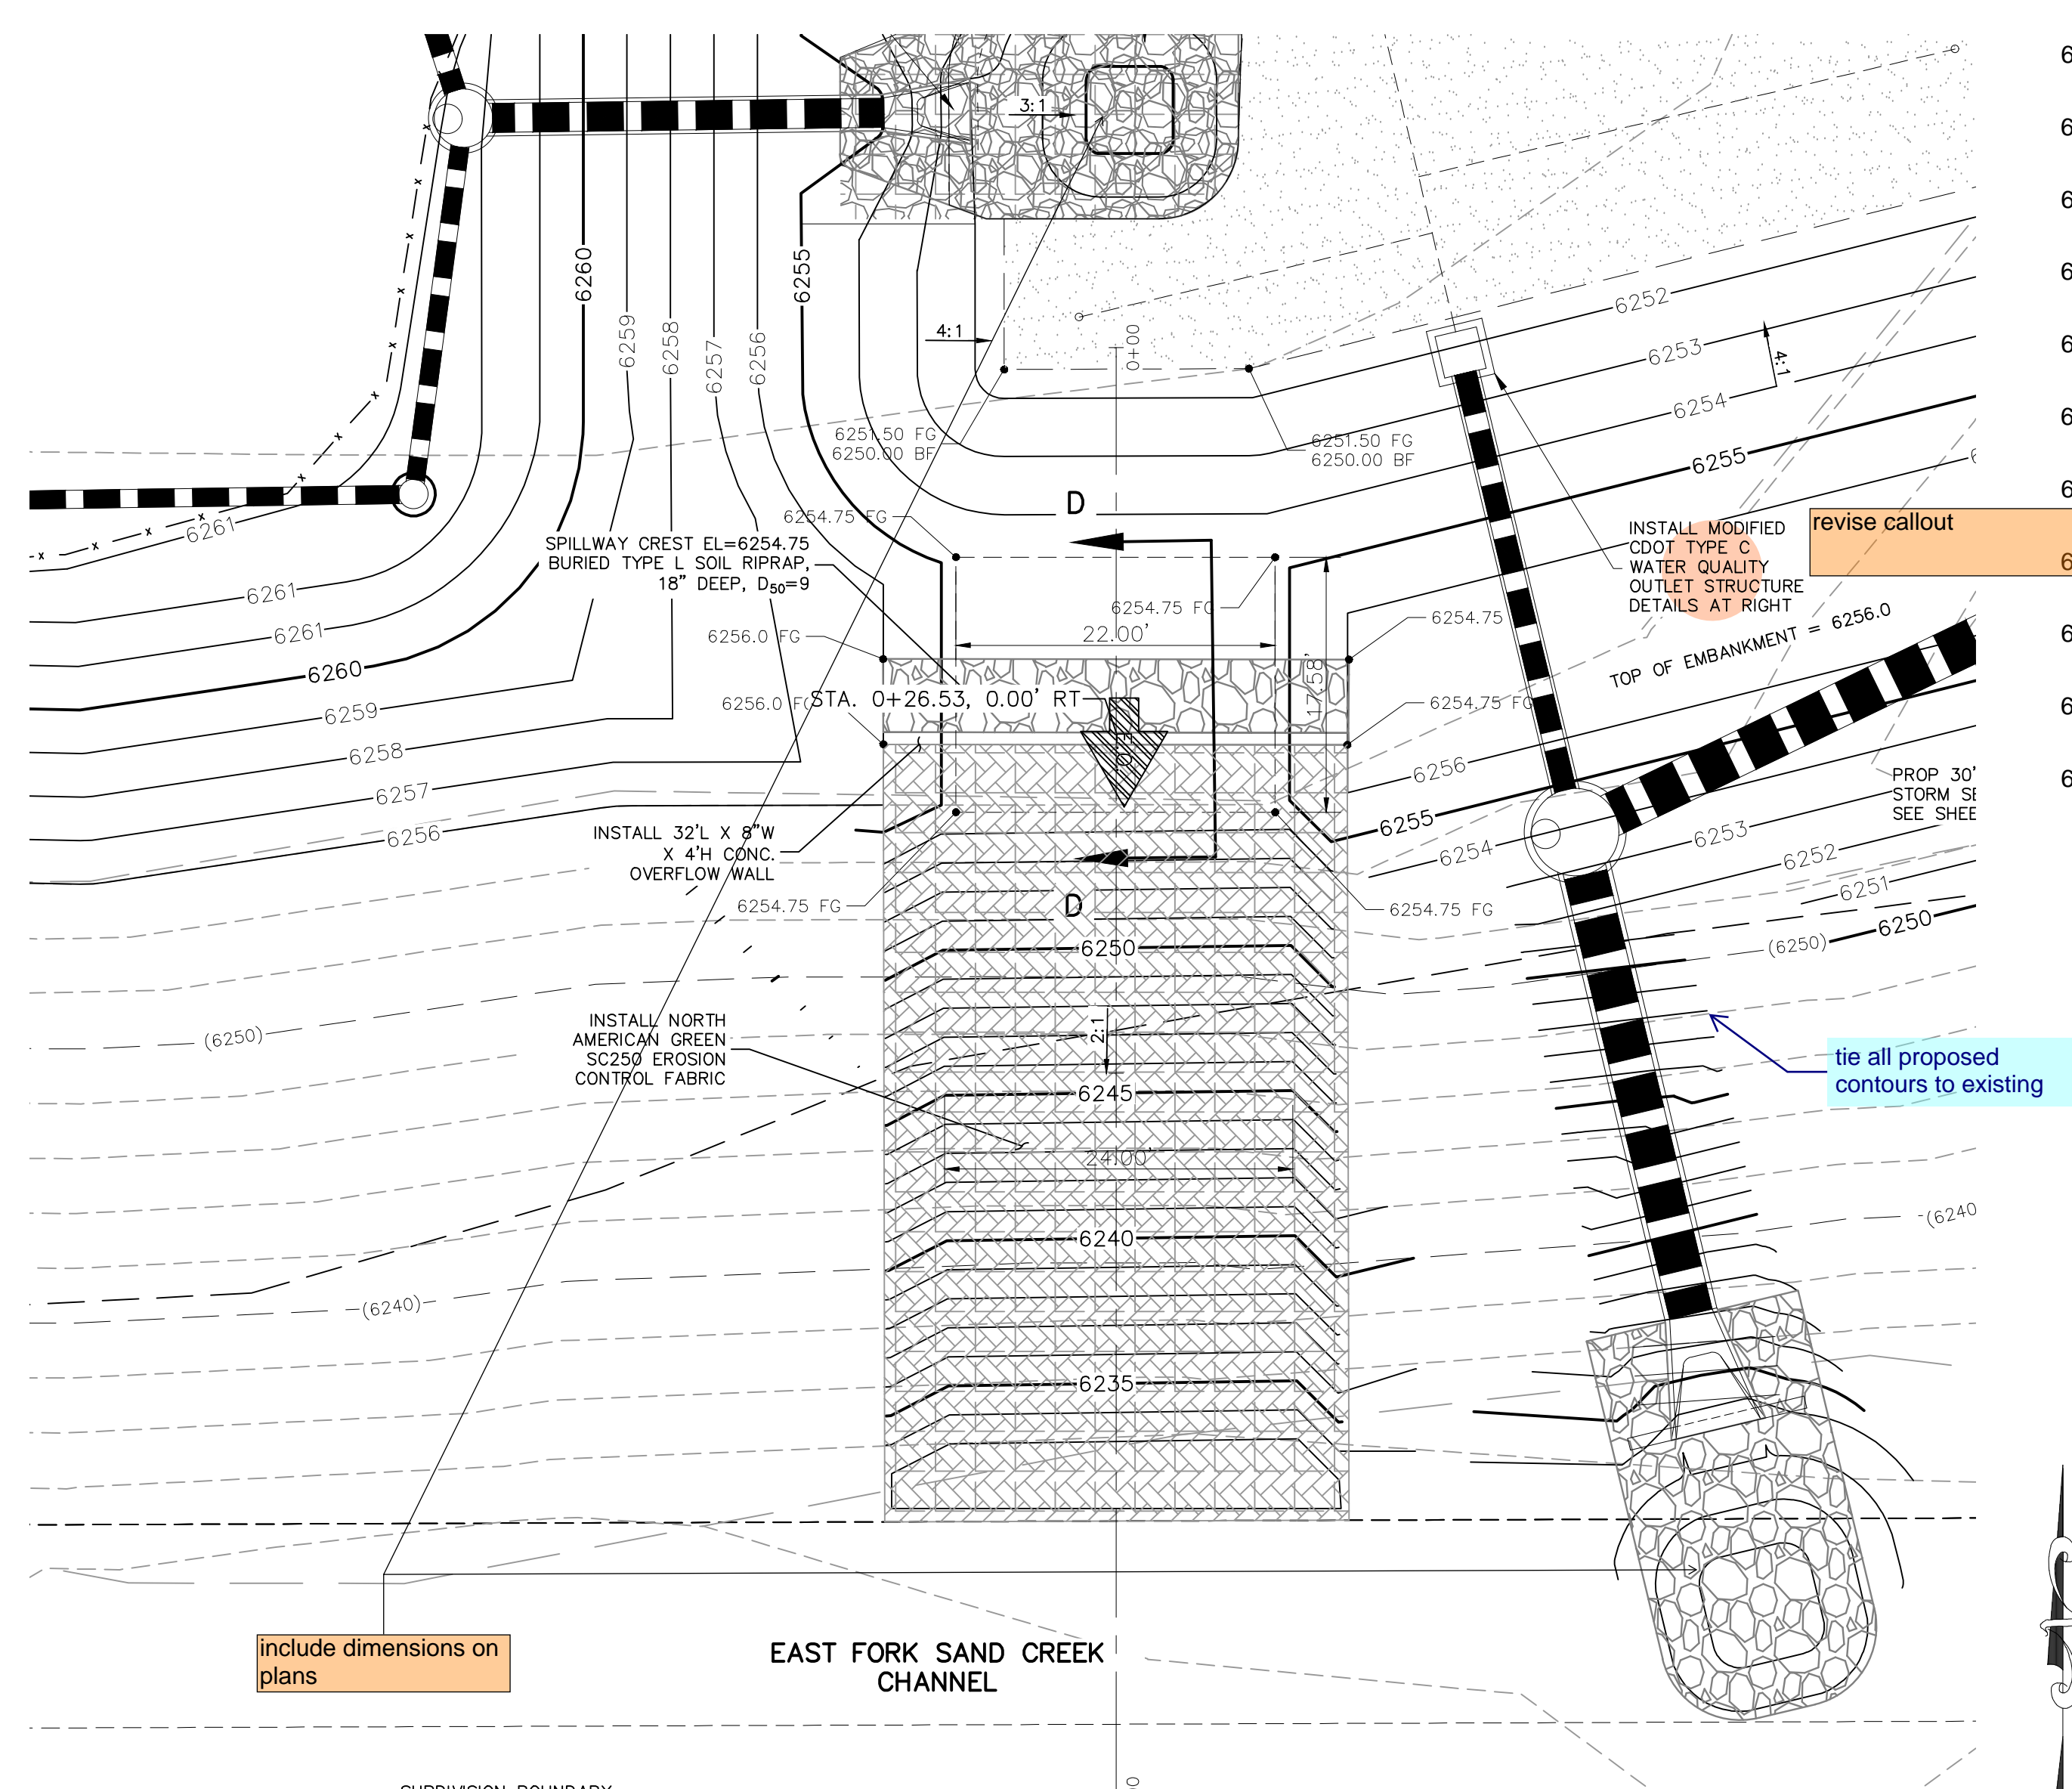 3:1
6260
6255
6259
6258
6257
6256
4:1
0+00
6252
6253
4:1
6254
6255
6251.50 FG
6250.00 BF
6251.50 FG
6250.00 BF
D
6254.75 FG
6261
SPILLWAY CREST EL=6254.75
BURIED TYPE L SOIL RIPRAP,
18" DEEP, D50=9
INSTALL MODIFIED
CDOT TYPE C
WATER QUALITY
OUTLET STRUCTURE
DETAILS AT RIGHT
revise callout
6261
6254.75 FG
6254.75
22.00'
6256.0 FG
6261
TOP OF EMBANKMENT = 6256.0
6260
17.58'
6256.0 FG
STA. 0+26.53, 0.00' RT
6254.75 FG
6259
6258
6256
6257
PROP 30'
STORM SE
SEE SHEE
6256
6255
6253
INSTALL 32'L X 8"W
X 4'H CONC.
OVERFLOW WALL
6254
6252
6251
6254.75 FG
D
6254.75 FG
6250
6250
(6250)
(6250)
INSTALL NORTH
AMERICAN GREEN
SC250 EROSION
CONTROL FABRIC
2:1
tie all proposed
contours to existing
6245
24.00'
6240
(6240
(6240)
6235
include dimensions on
plans
EAST FORK SAND CREEK
CHANNEL
SUBDIVISION BOUNDARY